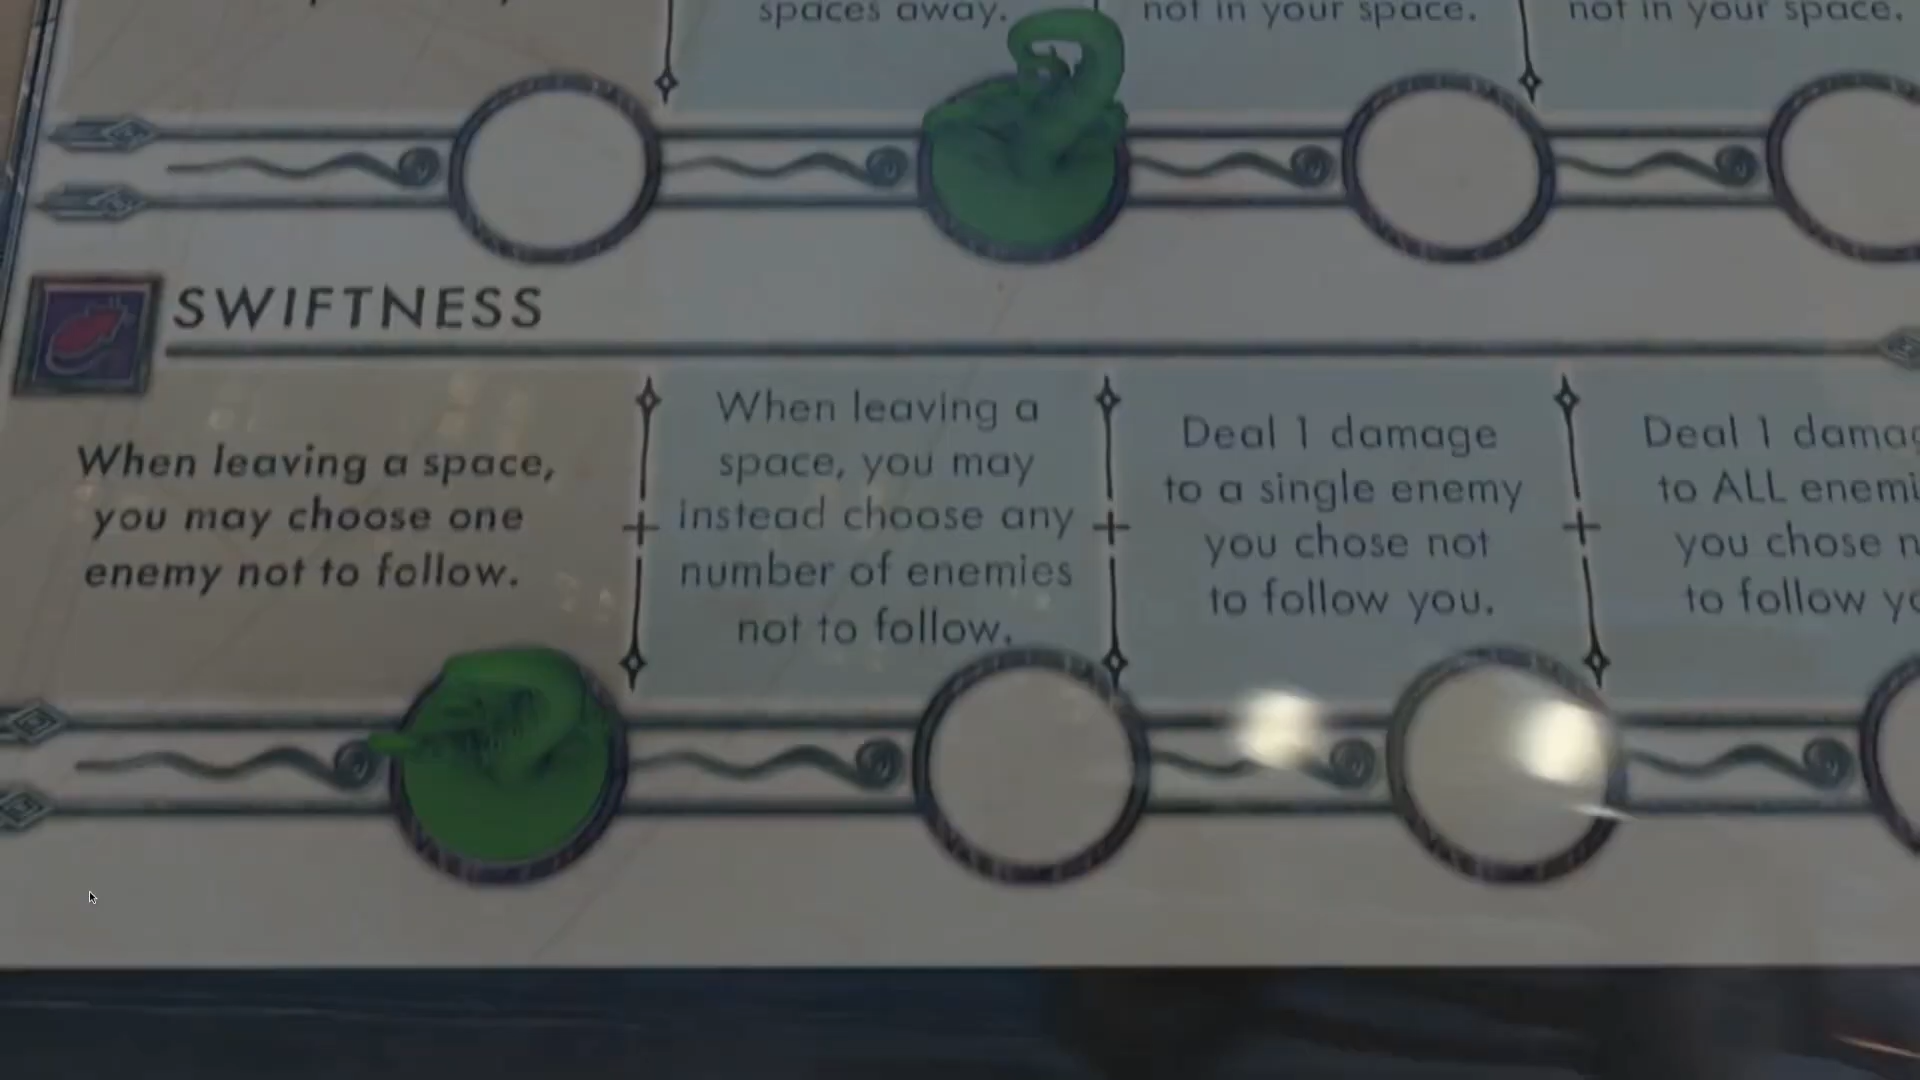 spaces away.
not in your space.
not in your space.
SWIFTNESS
When leaving a space,
you may choose one
enemy not to follow.
When leaving a
space, you may
instead choose any
number of enemies
not to follow.
Deal 1 damage
to a single enemy
you chose not
to follow you.
Deal 1
to ALL
you chose
to follow